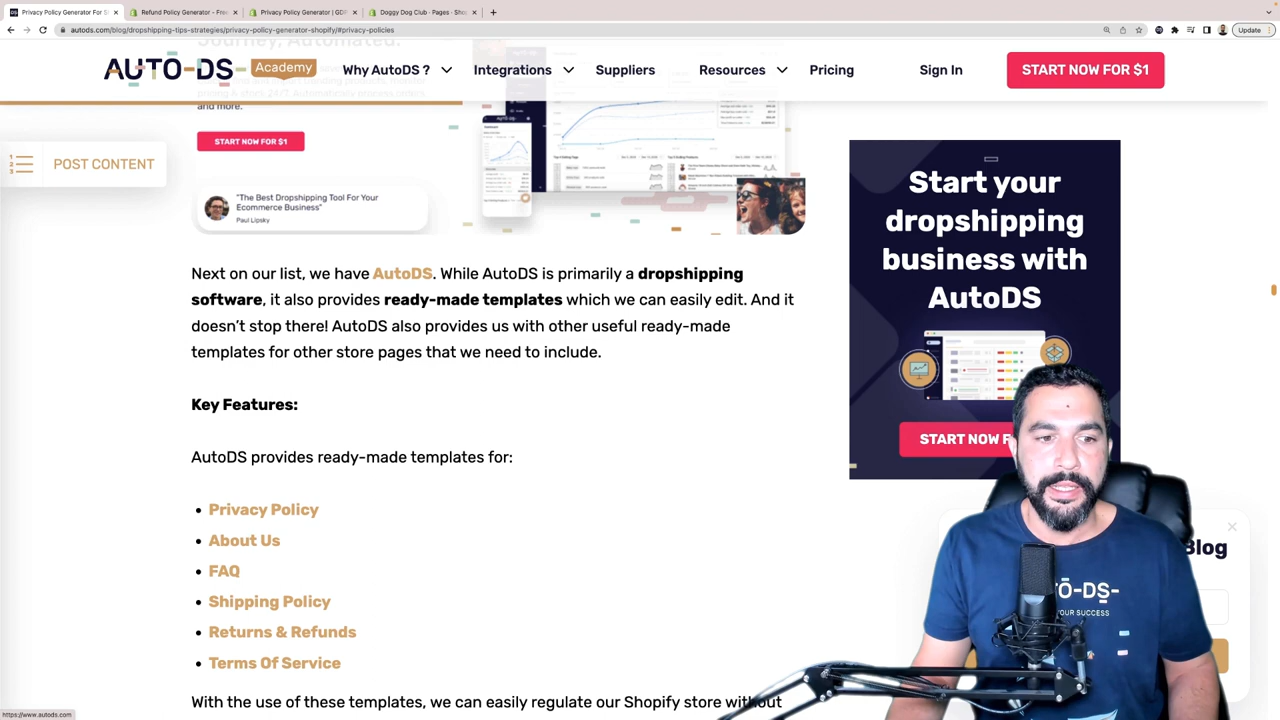 Privacy Policy Generator For S
Refund Policy Generator - Free
Privacy Policy Generator | GDP
Doggy Dog Club · Pages · Sho
autods.com/blog/dropshipping-tips-strategies/privacy-policy-generator-shopify/#privacy-policies
Update
AUTO-DS
Academy
Why AutoDS ?
Integrations
Suppliers
Resources
Pricing
Sign In
START NOW FOR $1
and more.
START NOW FOR $1
POST CONTENT
"The Best Dropshipping Tool For Your
Ecommerce Business"
Paul Lipsky
Next on our list, we have AutoDS. While AutoDS is primarily a dropshipping
software, it also provides ready-made templates which we can easily edit. And it
doesn't stop there! AutoDS also provides us with other useful ready-made
templates for other store pages that we need to include.
Key Features:
AutoDS provides ready-made templates for:
• Privacy Policy
• About Us
• FAQ
• Shipping Policy
• Returns & Refunds
• Terms Of Service
With the use of these templates, we can easily regulate our Shopify store without
Start your
dropshipping
business with
AutoDS
START NOW F
Blog
TO-DS-
YOUR SUCCESS
https://www.autods.com